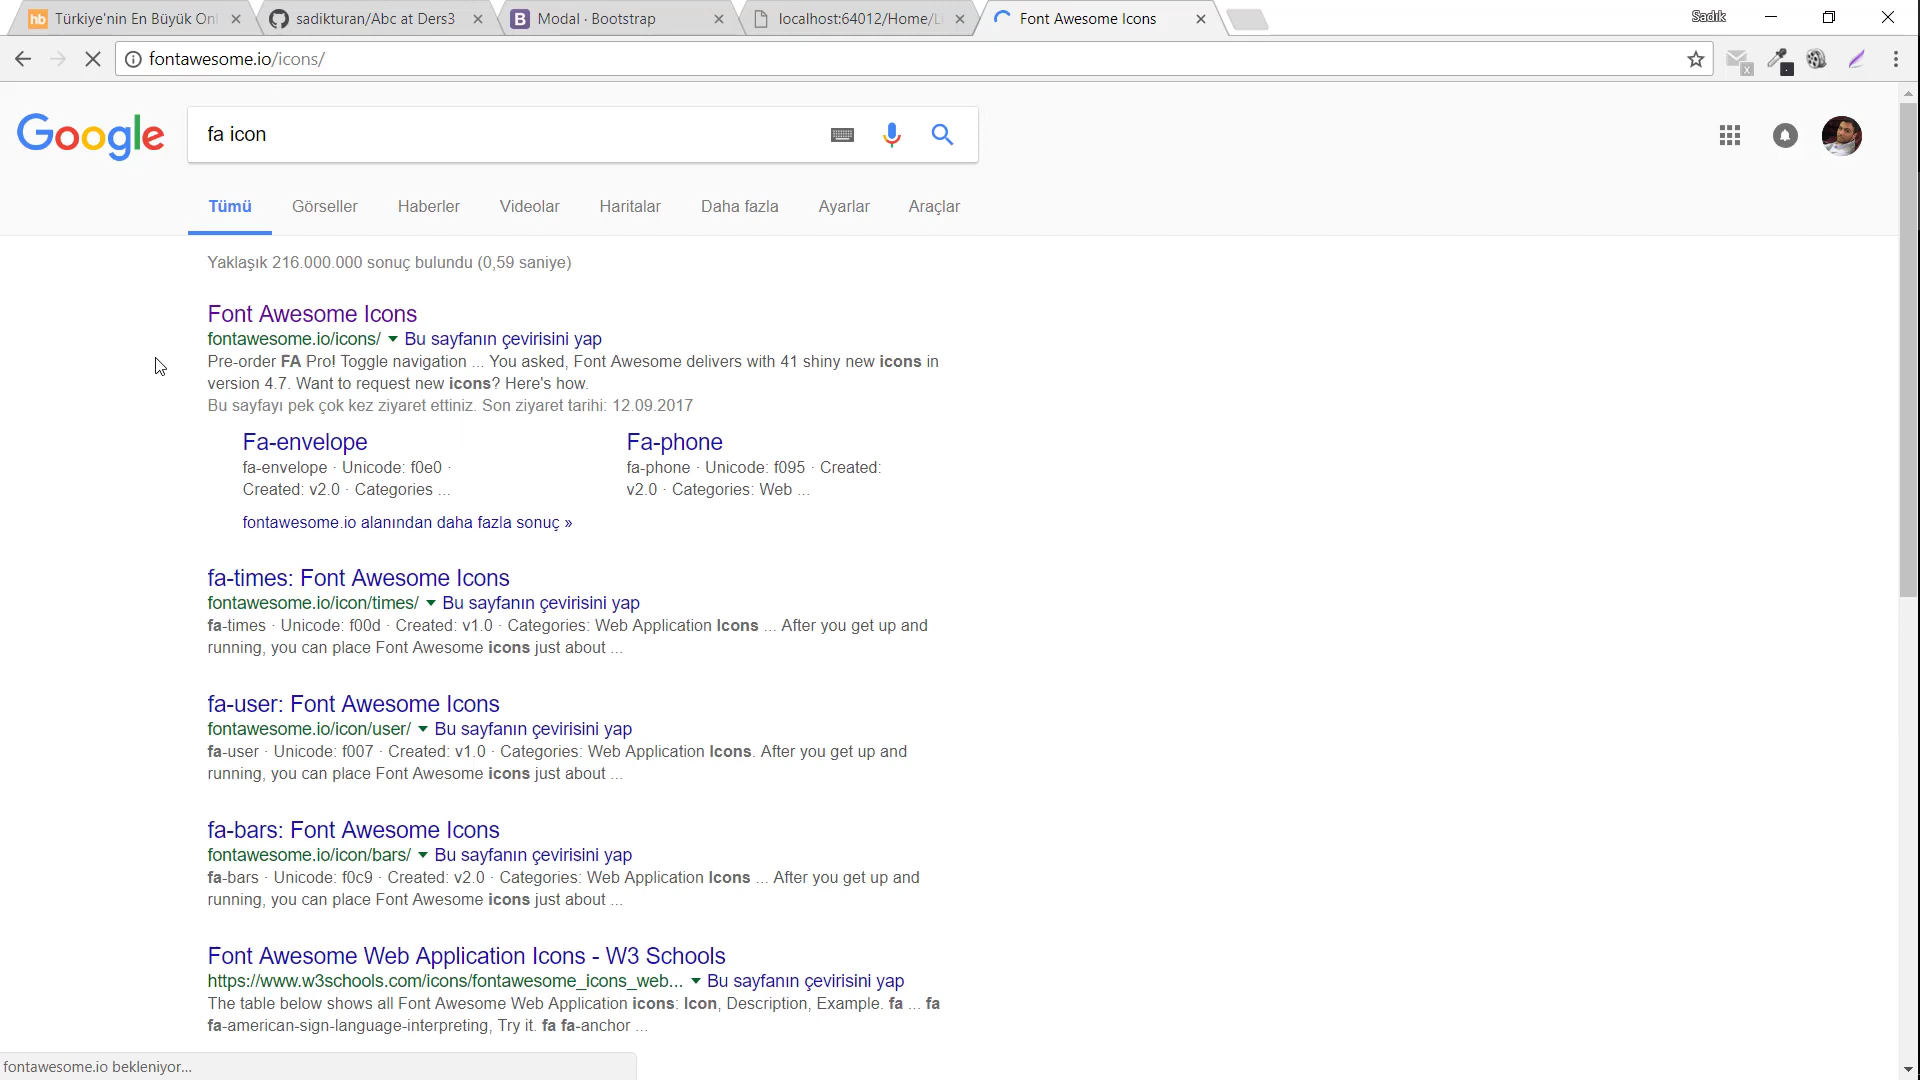 Türkiye'nin En Büyük Onl
sadikturan/Abc at Ders3
Modal · Bootstrap
localhost:64012/Home/Li
Font Awesome Icons
Sadık
fontawesome.io/icons/
Google
fa icon
Tümü Görseller Haberler Videolar Haritalar Daha fazla Ayarlar Araçlar
Yaklaşık 216.000.000 sonuç bulundu (0,59 saniye)
Font Awesome Icons
fontawesome.io/icons/ Bu sayfanın çevirisini yap
Pre-order FA Pro! Toggle navigation ... You asked, Font Awesome delivers with 41 shiny new icons in
version 4.7. Want to request new icons? Here's how.
Bu sayfayı pek çok kez ziyaret ettiniz. Son ziyaret tarihi: 12.09.2017
Fa-envelope
fa-envelope · Unicode: f0e0 ·
Created: v2.0 · Categories ...
Fa-phone
fa-phone · Unicode: f095 · Created:
v2.0 · Categories: Web ...
fontawesome.io alanından daha fazla sonuç »
fa-times: Font Awesome Icons
fontawesome.io/icon/times/ Bu sayfanın çevirisini yap
fa-times · Unicode: f00d · Created: v1.0 · Categories: Web Application Icons ... After you get up and
running, you can place Font Awesome icons just about ...
fa-user: Font Awesome Icons
fontawesome.io/icon/user/ Bu sayfanın çevirisini yap
fa-user · Unicode: f007 · Created: v1.0 · Categories: Web Application Icons. After you get up and
running, you can place Font Awesome icons just about ...
fa-bars: Font Awesome Icons
fontawesome.io/icon/bars/ Bu sayfanın çevirisini yap
fa-bars · Unicode: f0c9 · Created: v2.0 · Categories: Web Application Icons ... After you get up and
running, you can place Font Awesome icons just about ...
Font Awesome Web Application Icons - W3 Schools
https://www.w3schools.com/icons/fontawesome_icons_web... Bu sayfanın çevirisini yap
The table below shows all Font Awesome Web Application icons: Icon, Description, Example. fa ... fa
fa-american-sign-language-interpreting, Try it. fa fa-anchor ...
fontawesome.io bekleniyor...